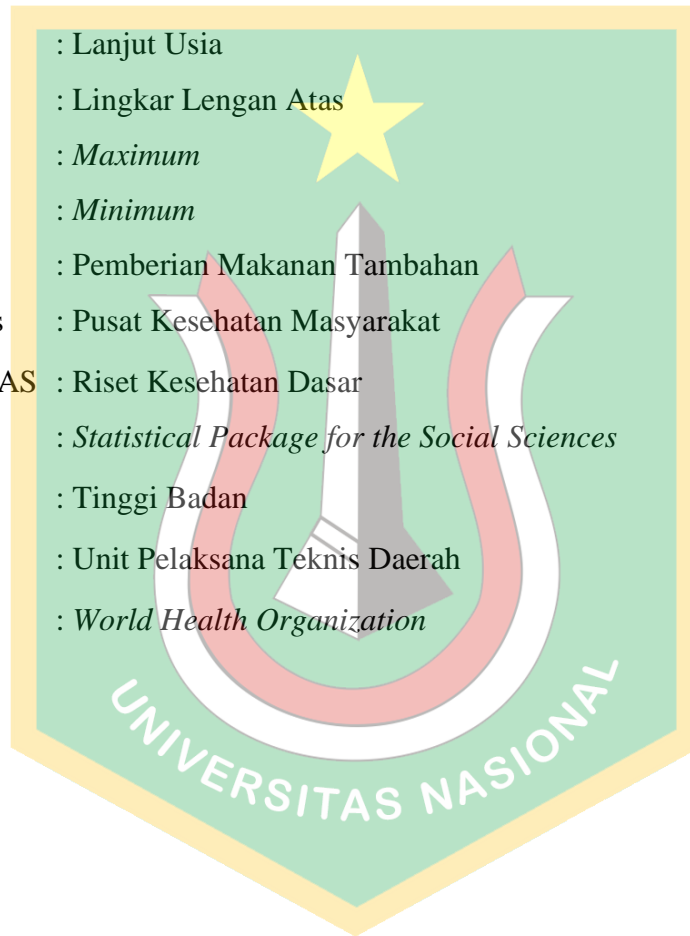 : Lanjut Usia
: Lingkar Lengan Atas
: Maximum
: Minimum
: Pemberian Makanan Tambahan
s : Pusat Kesehatan Masyarakat
AS : Riset Kesehatan Dasar
: Statistical Package for the Social Sciences
: Tinggi Badan
: Unit Pelaksana Teknis Daerah
: World Health Organization
UNIVERSITAS NASIONAL